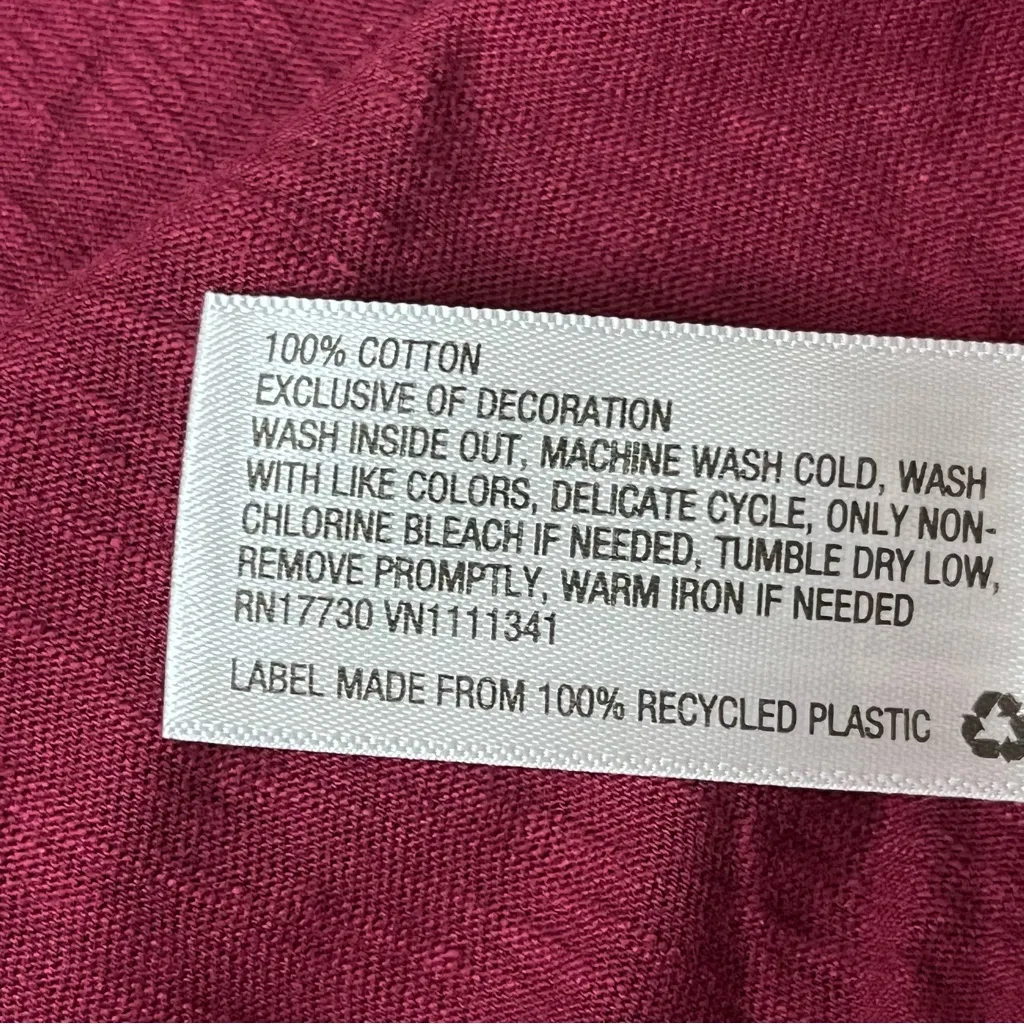 100% COTTON
EXCLUSIVE OF DECORATION
WASH INSIDE OUT, MACHINE WASH COLD, WASH
WITH LIKE COLORS, DELICATE CYCLE, ONLY NON-
CHLORINE BLEACH IF NEEDED, TUMBLE DRY LOW,
REMOVE PROMPTLY, WARM IRON IF NEEDED
RN17730 VN1111341
LABEL MADE FROM 100% RECYCLED PLASTIC